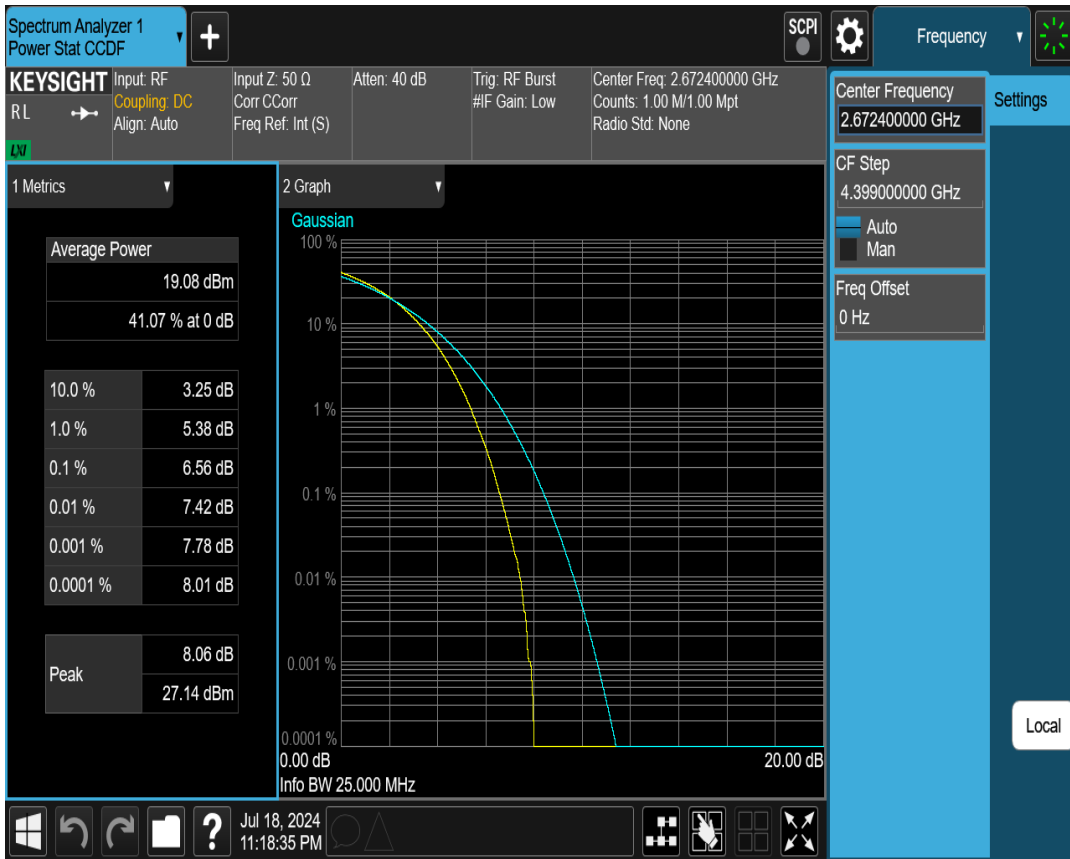 Spectrum Analyzer 1
Power Stat CCDF
SCPI
Frequency
KEYSIGHT
RL
LXI
Input: RF
Coupling: DC
Align: Auto
Input Z: 50 Ω
Corr CCorr
Freq Ref: Int (S)
Atten: 40 dB
Trig: RF Burst
#IF Gain: Low
Center Freq: 2.672400000 GHz
Counts: 1.00 M/1.00 Mpt
Radio Std: None
Center Frequency
2.672400000 GHz
Settings
CF Step
4.399000000 GHz
Auto
Man
Freq Offset
0 Hz
Local
1 Metrics
Average Power
19.08 dBm
41.07 % at 0 dB
10.0 % 3.25 dB
1.0 % 5.38 dB
0.1 % 6.56 dB
0.01 % 7.42 dB
0.001 % 7.78 dB
0.0001 % 8.01 dB
Peak 8.06 dB
27.14 dBm
2 Graph
Gaussian
100 %
10 %
1 %
0.1 %
0.01 %
0.001 %
0.0001 %
0.00 dB 20.00 dB
Info BW 25.000 MHz
?
Jul 18, 2024
11:18:35 PM